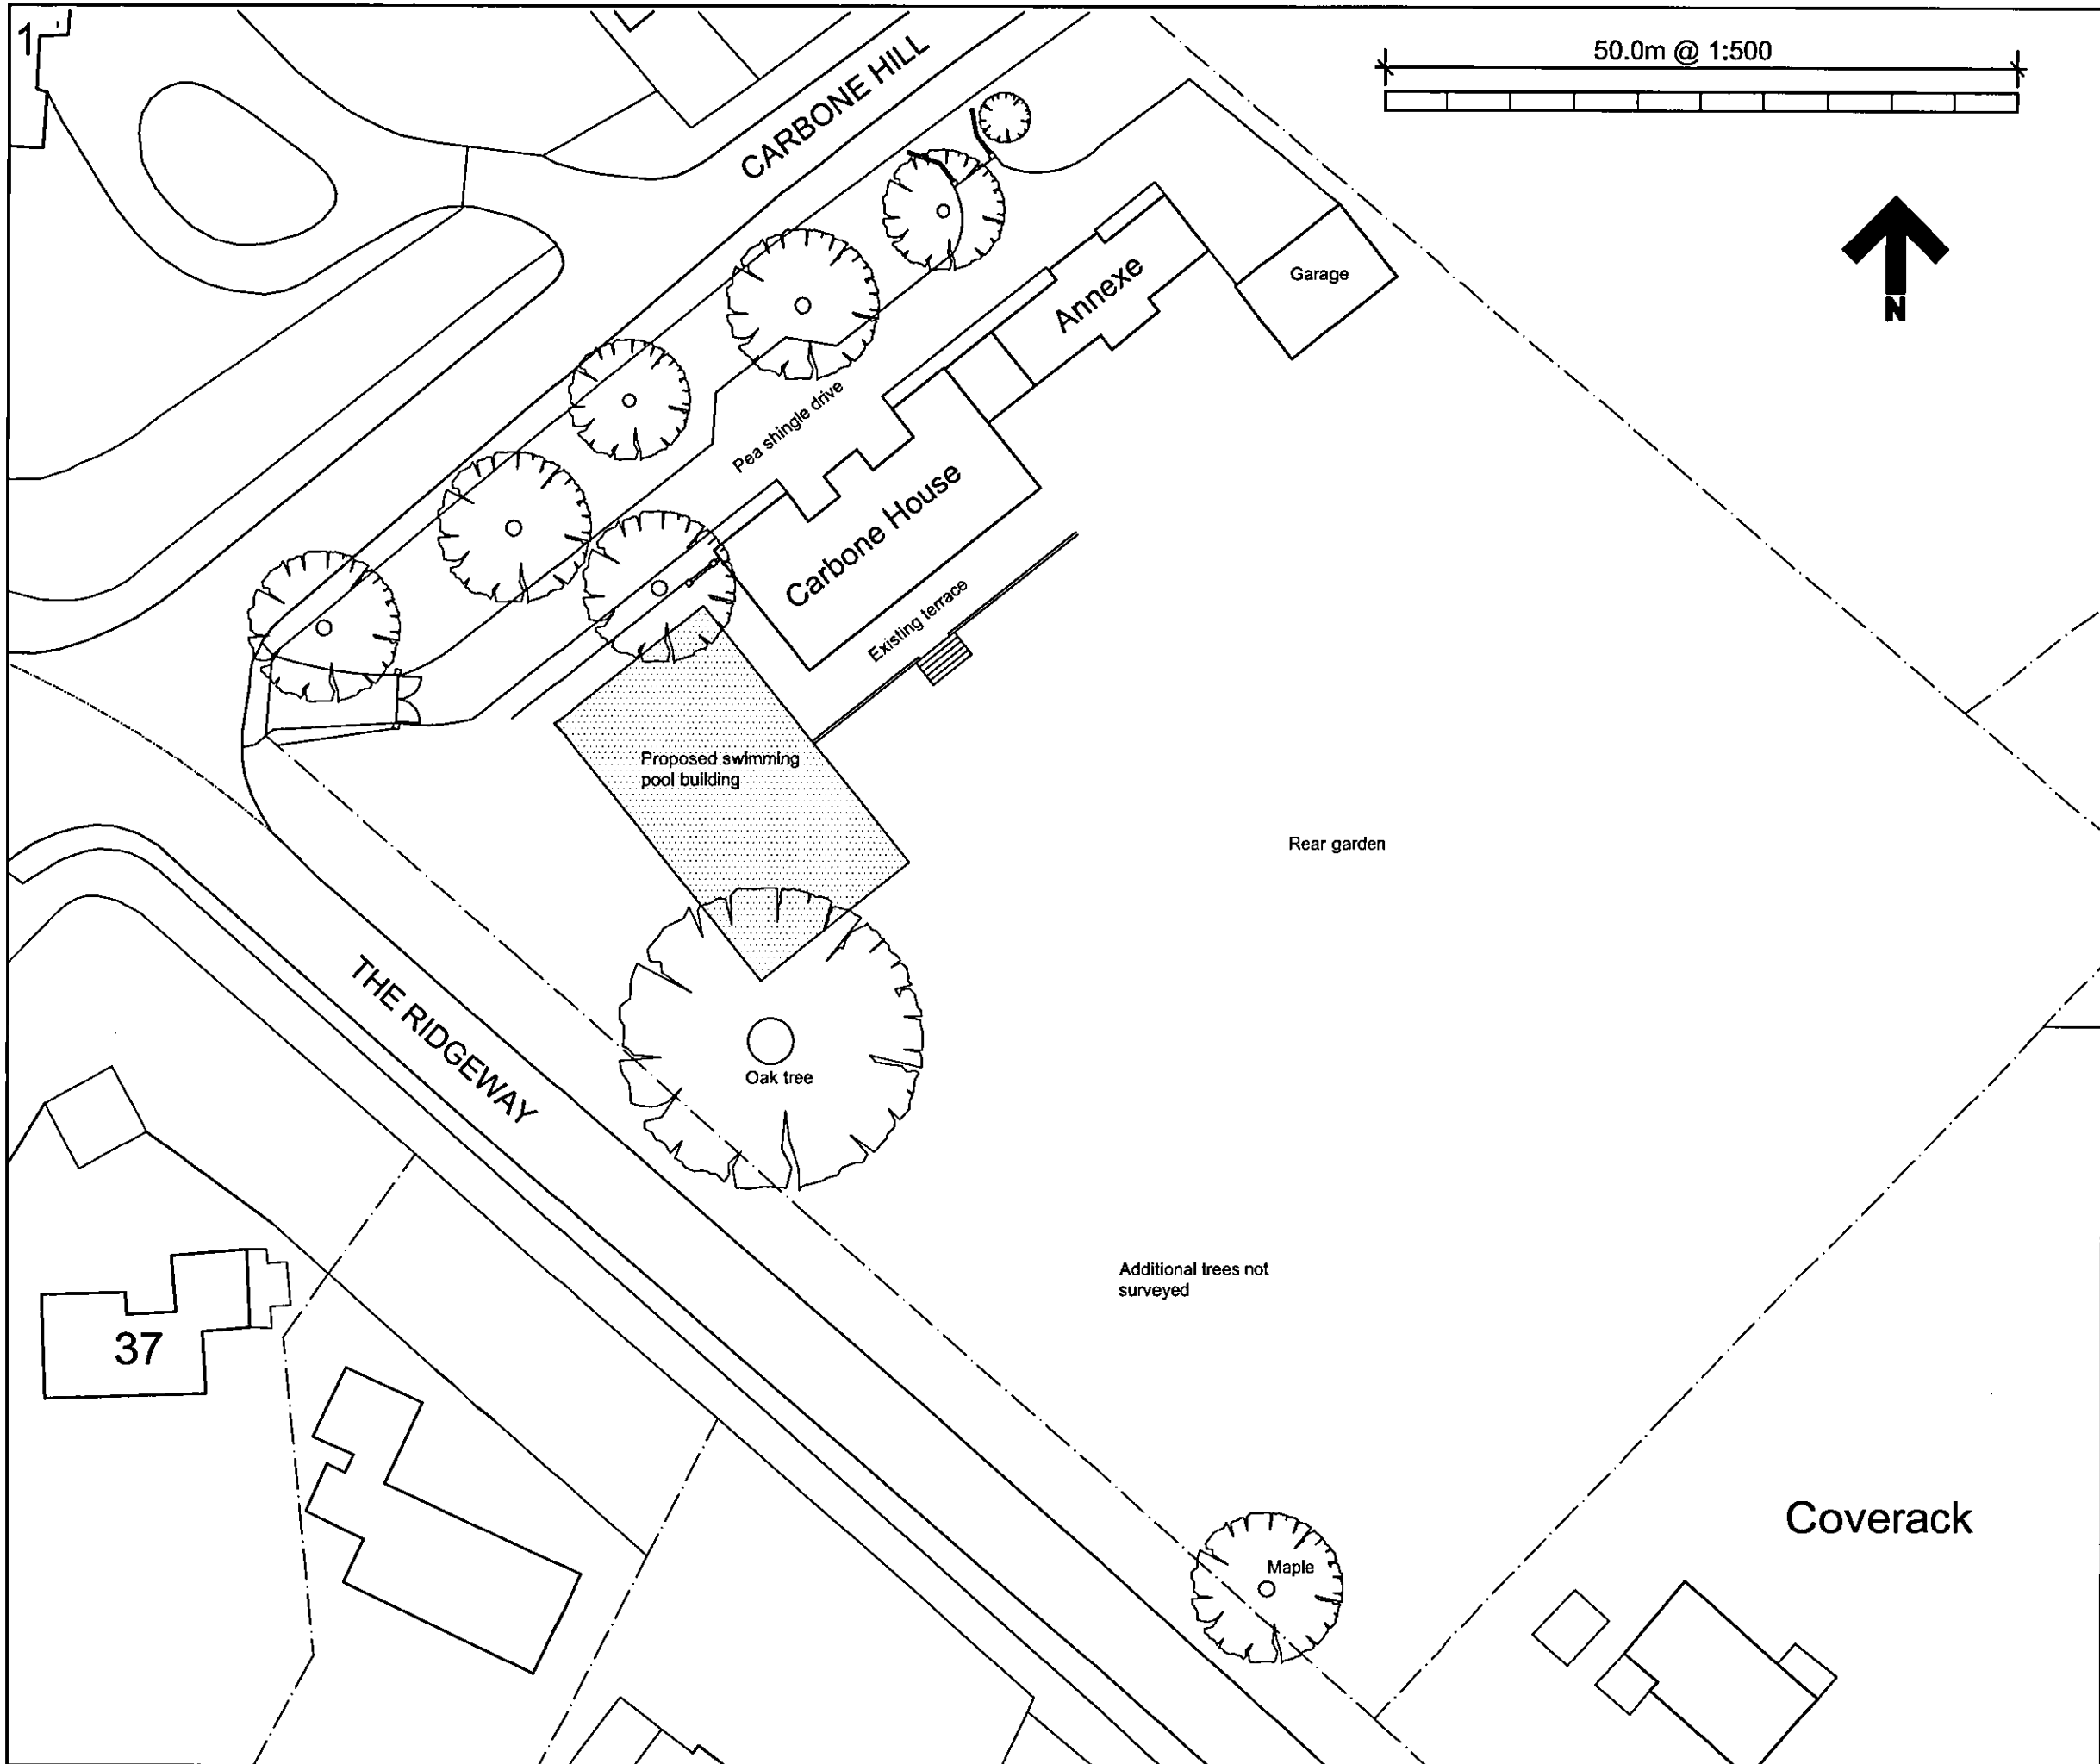 1
50.0m @ 1:500
CARBONE HILL
N
Garage
Annexe
Pea shingle drive
Carbone House
Existing terrace
Proposed swimming
pool building
Rear garden
THE RIDGEWAY
Oak tree
Additional trees not
surveyed
37
Coverack
Maple